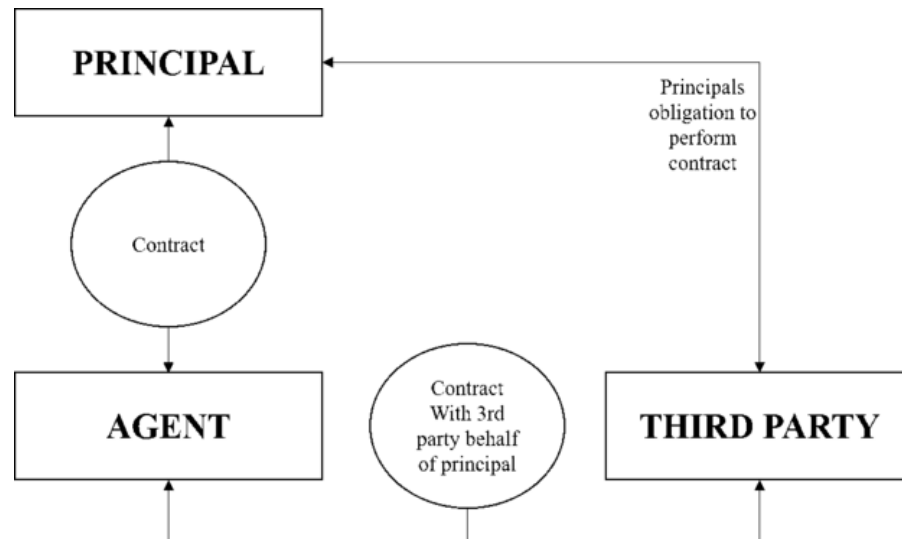 PRINCIPAL
Principals
obligation to
perform
contract
Contract
AGENT
Contract
With 3rd
party behalf
of principal
THIRD PARTY